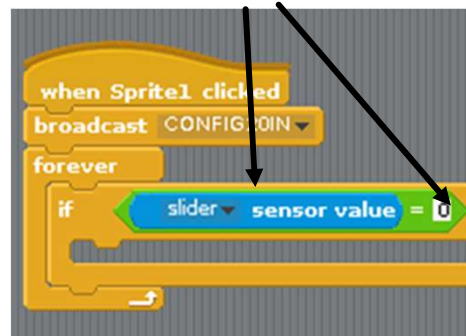 when Sprite1 clicked
broadcast CONFIG20IN
forever
if slider sensor value = 0